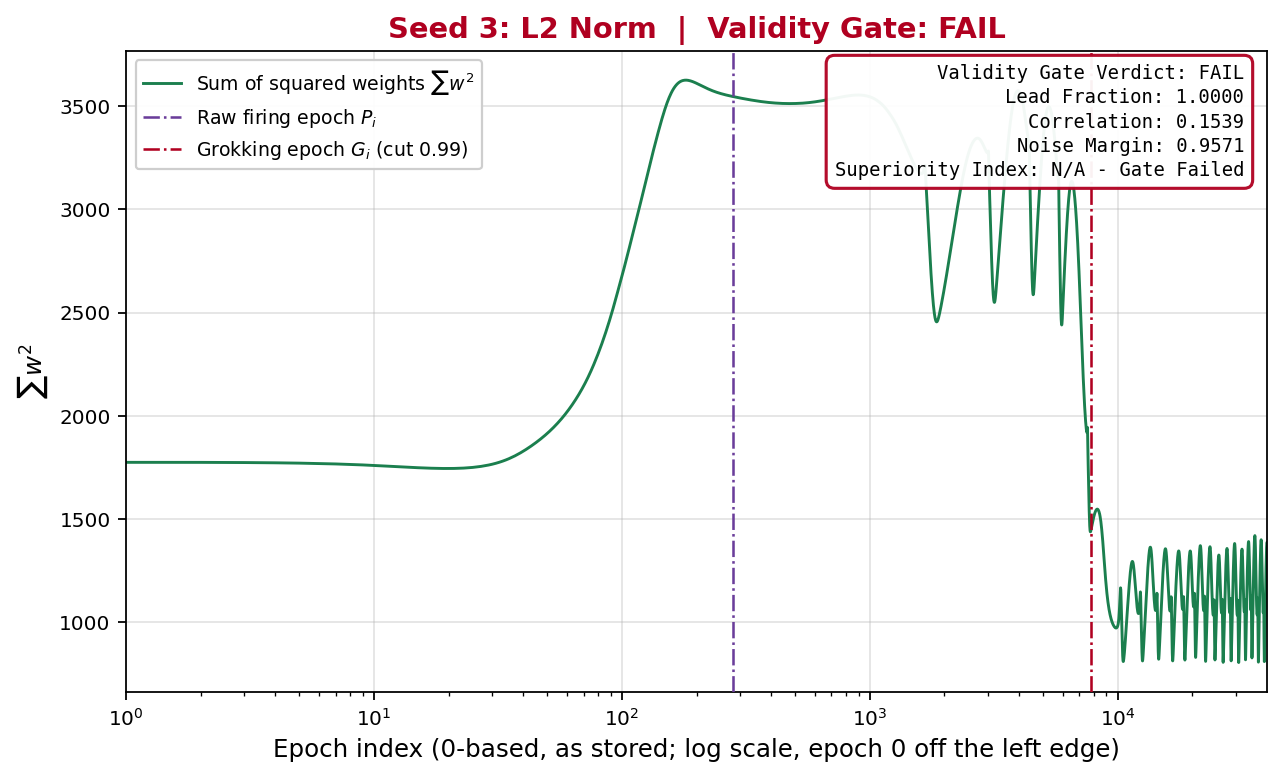 Seed 3: L2 Norm | Validity Gate: FAIL
Sum of squared weights ∑w²
Raw firing epoch Pᵢ
Grokking epoch Gᵢ (cut 0.99)
Validity Gate Verdict: FAIL
Lead Fraction: 1.0000
Correlation: 0.1539
Noise Margin: 0.9571
Superiority Index: N/A - Gate Failed
∑w²
3500
3000
2500
2000
1500
1000
10⁰ 10¹ 10² 10³ 10⁴
Epoch index (0-based, as stored; log scale, epoch 0 off the left edge)